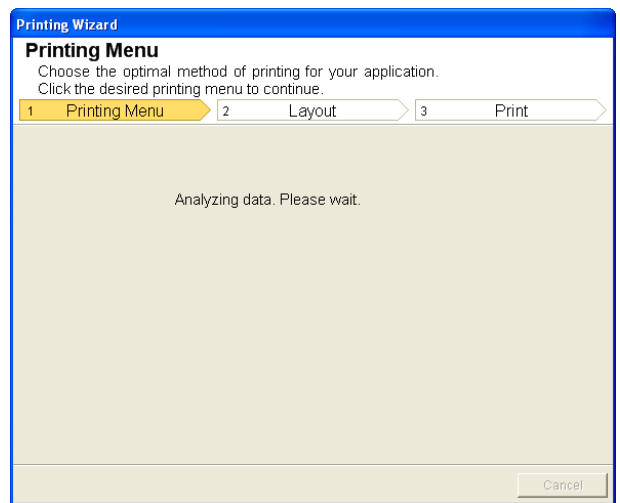 Printing Wizard
Printing Menu
Choose the optimal method of printing for your application.
Click the desired printing menu to continue.
1 Printing Menu 2 Layout 3 Print
Analyzing data. Please wait.
Cancel